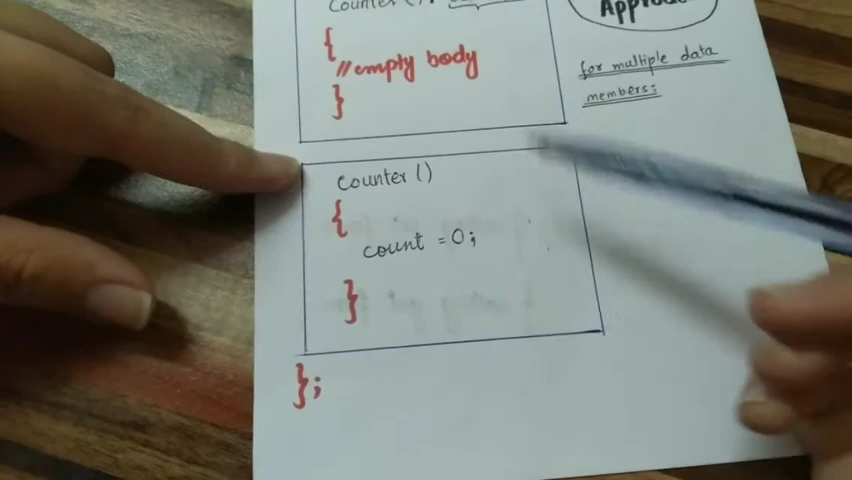 Counter () :
{
//empty body
}
Approach
for multiple data
members:
counter ()
{
count = 0;
}
};